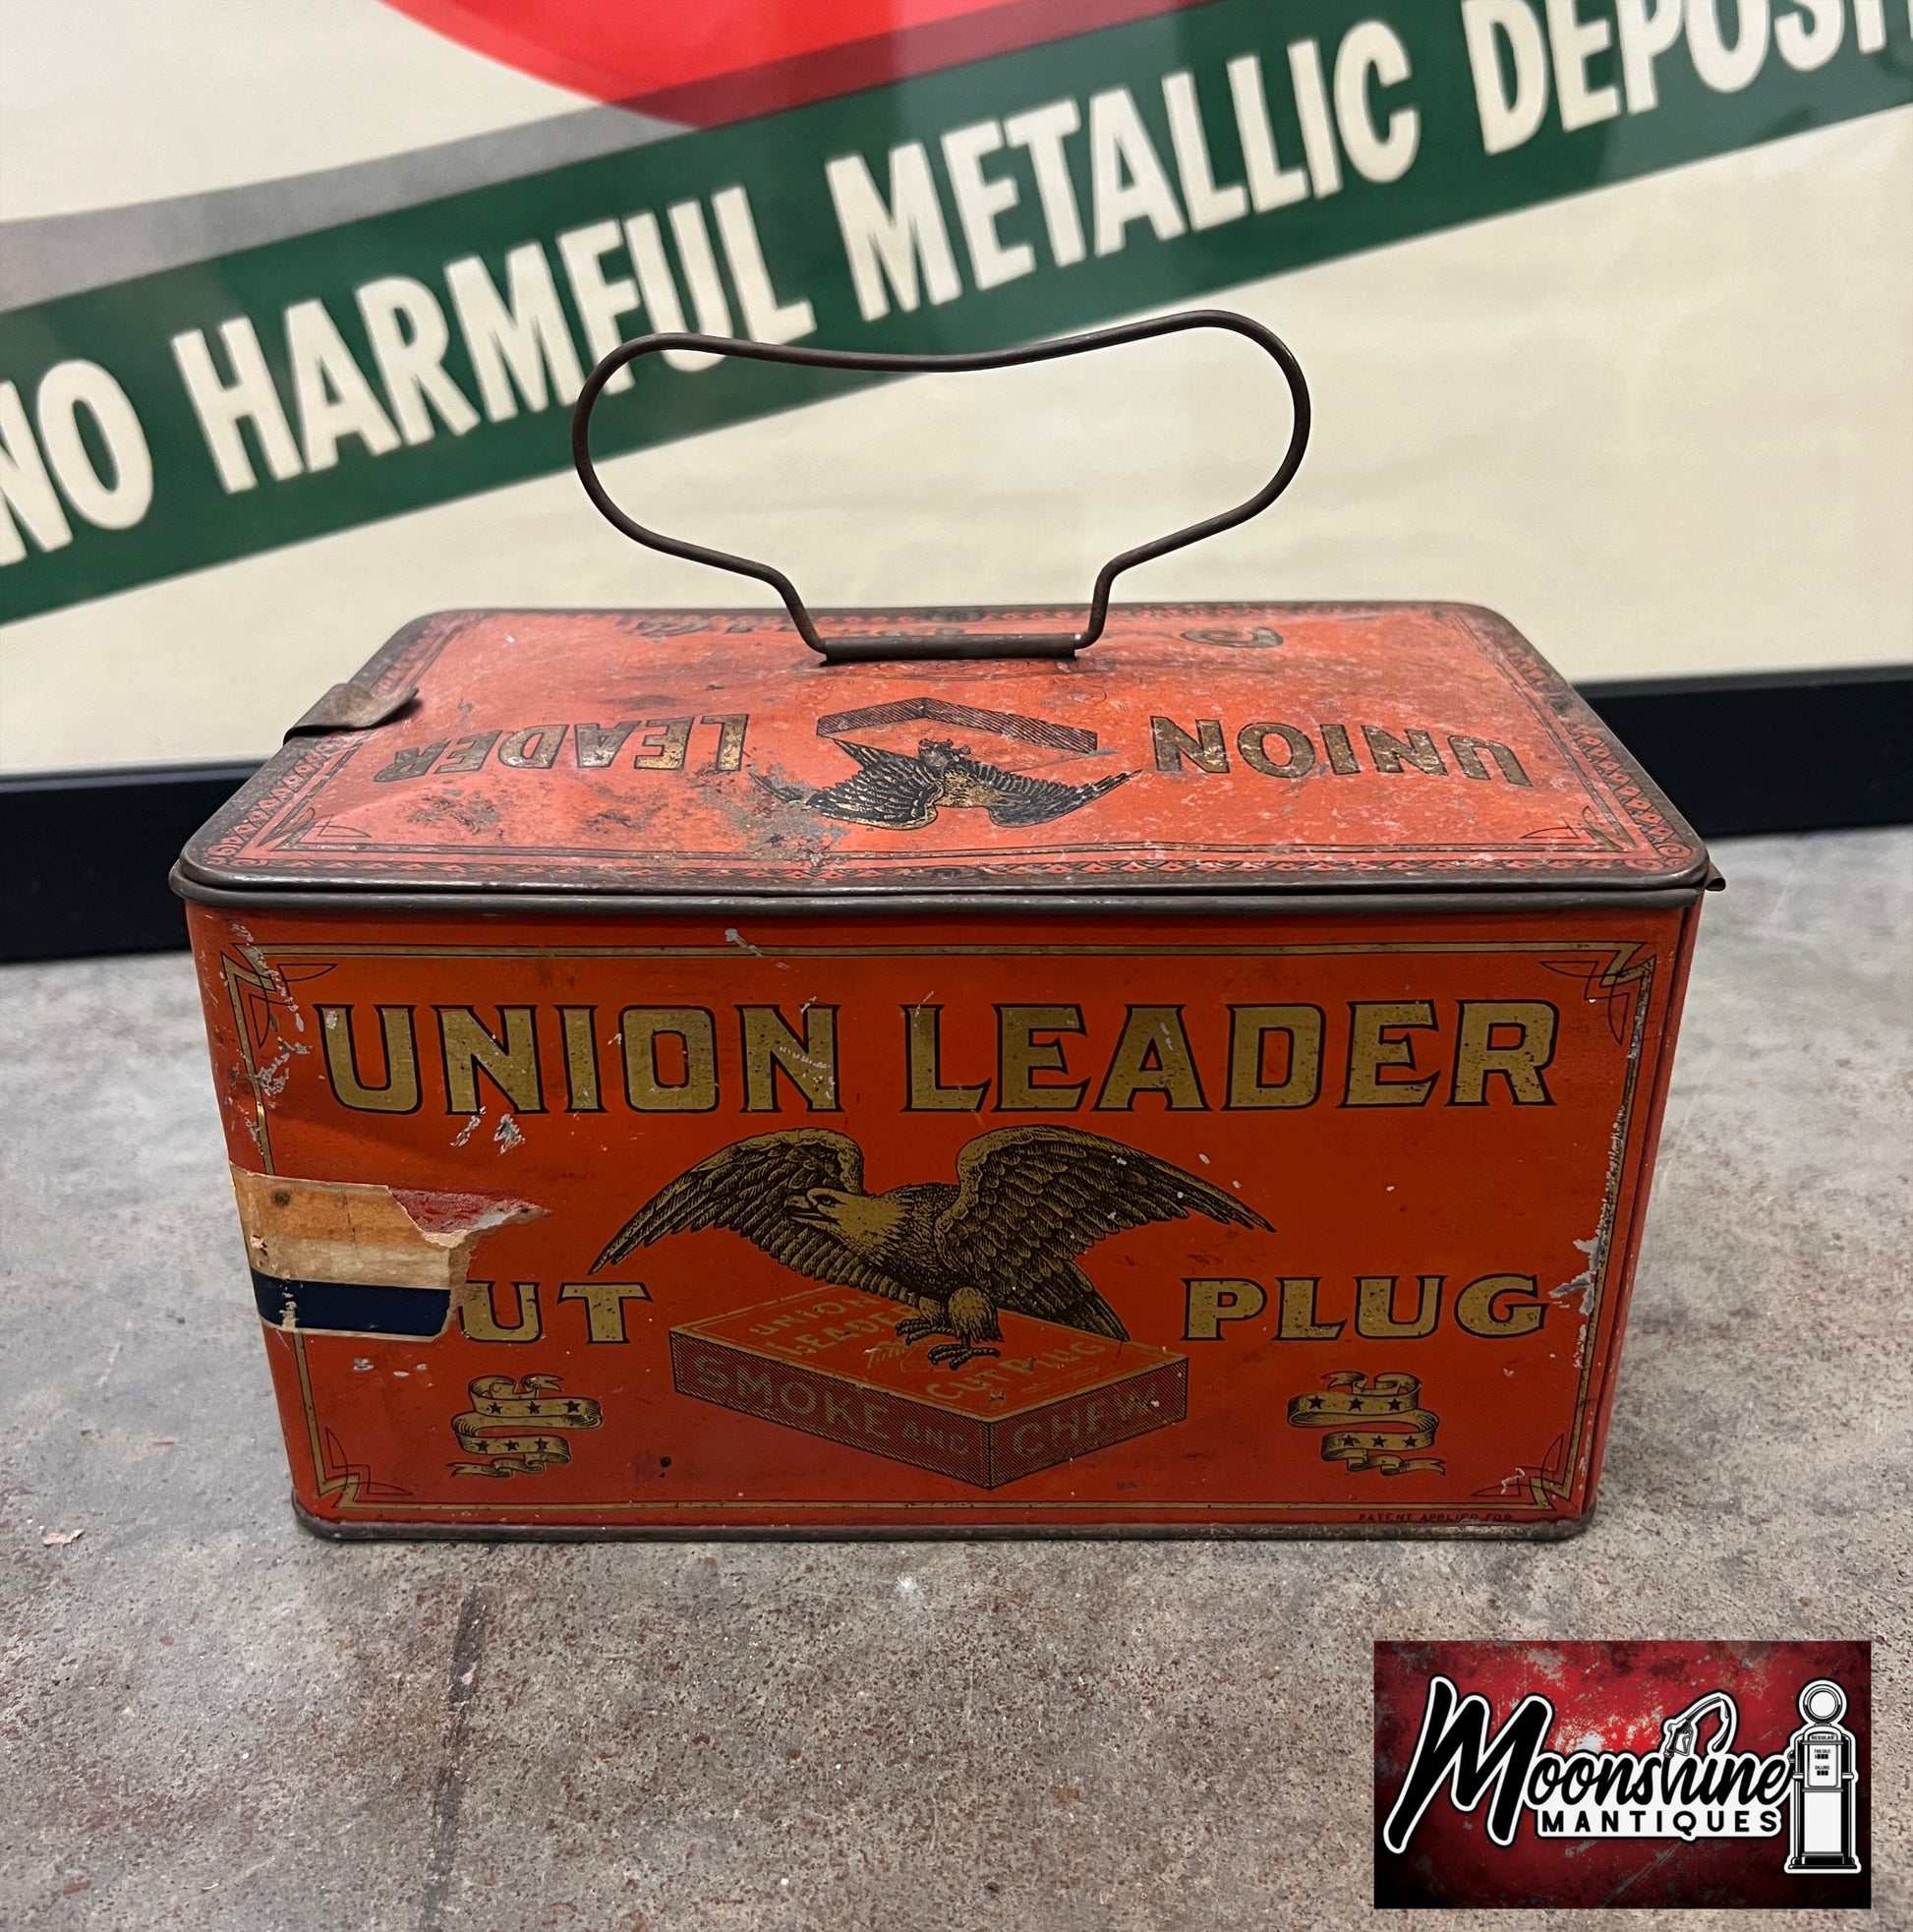 NO HARMFUL METALLIC DEPOSI
UNION LEADER
UNION LEADER
UT PLUG
UNION
LEADER
CUT PLUG
SMOKE AND CHEW
PATENT APPLIED FOR
Moonshine
MANTIQUES